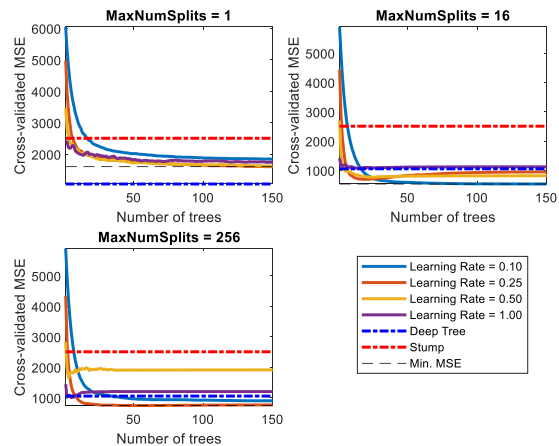 MaxNumSplits = 1
6000
5000
4000
3000
2000
Cross-validated MSE
50
100
150
Number of trees
MaxNumSplits = 16
5000
4000
3000
2000
1000
Cross-validated MSE
50
100
150
Number of trees
MaxNumSplits = 256
5000
4000
3000
2000
1000
Cross-validated MSE
50
100
150
Number of trees
Learning Rate = 0.10
Learning Rate = 0.25
Learning Rate = 0.50
Learning Rate = 1.00
Deep Tree
Stump
Min. MSE